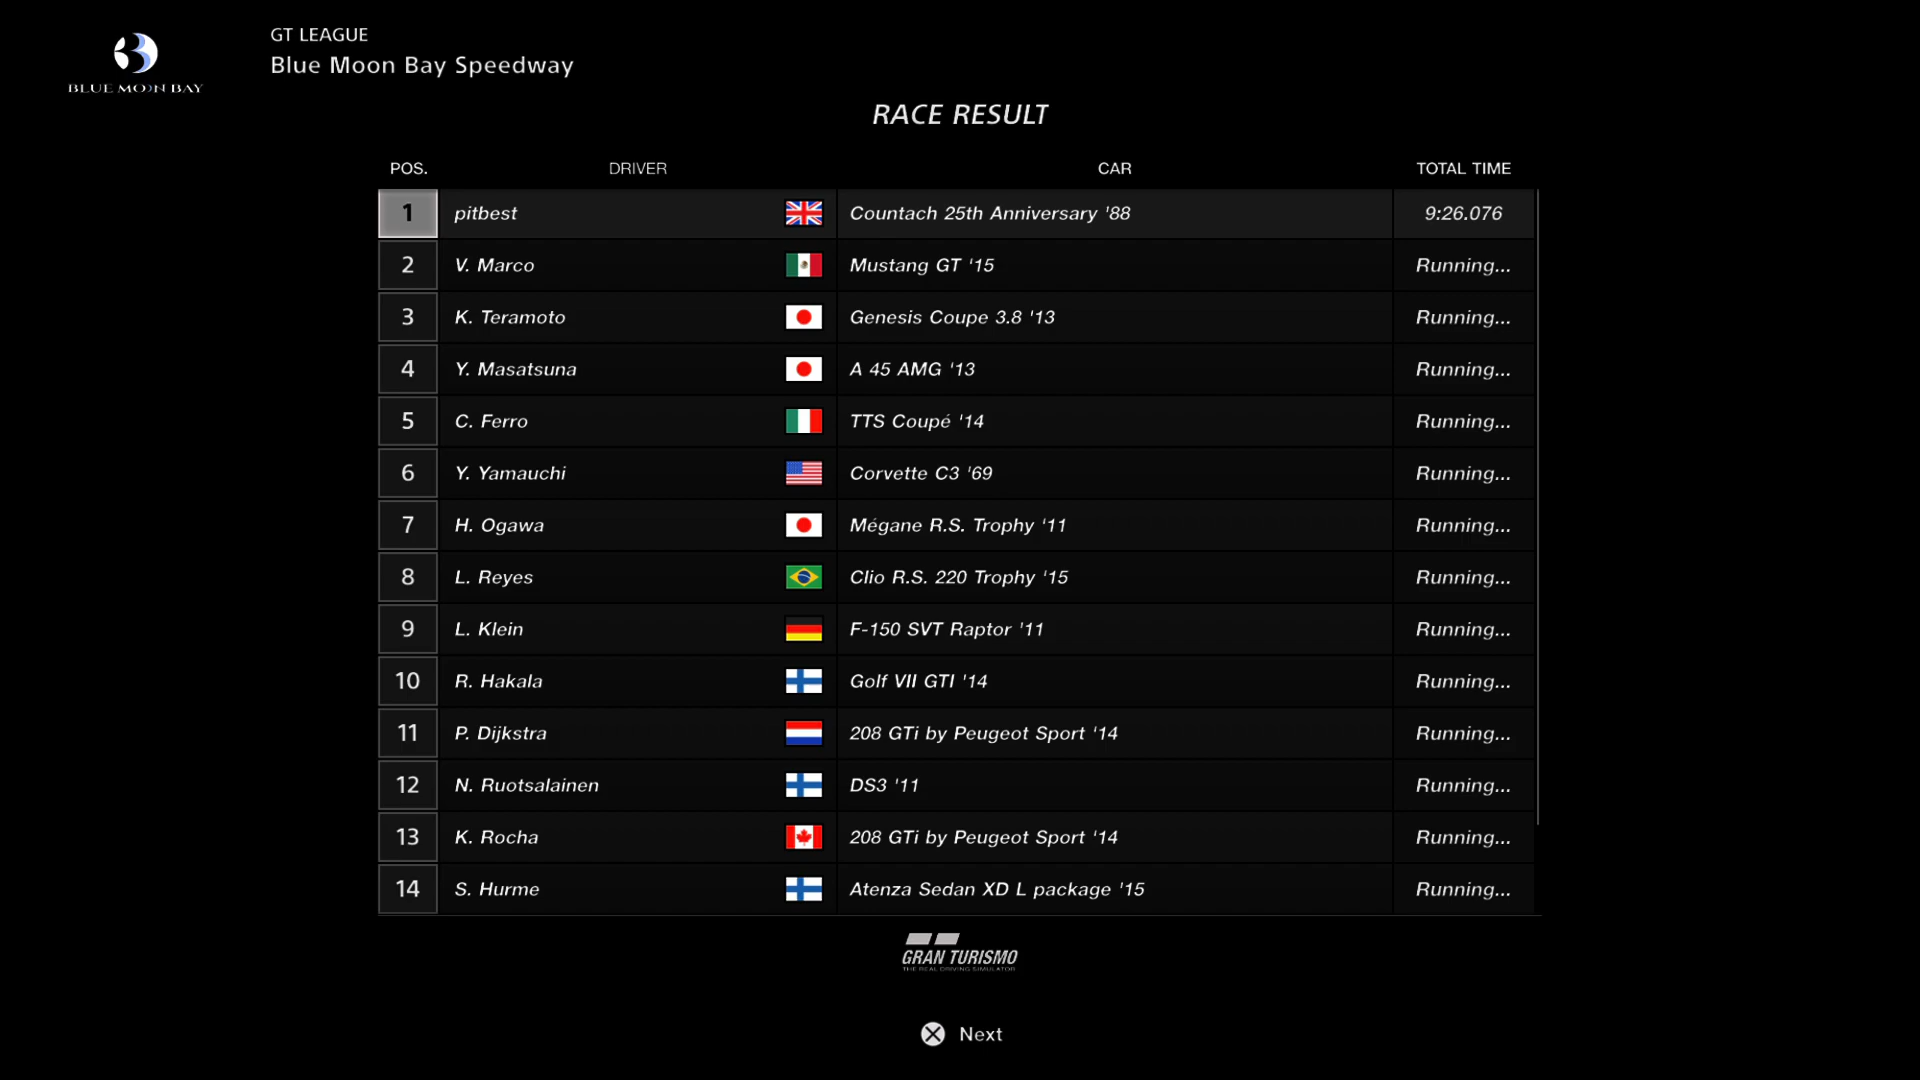 GT LEAGUE
Blue Moon Bay Speedway
BLUE MOON BAY
RACE RESULT
POS. DRIVER CAR TOTAL TIME
1 pitbest Countach 25th Anniversary '88 9:26.076
2 V. Marco Mustang GT '15 Running...
3 K. Teramoto Genesis Coupe 3.8 '13 Running...
4 Y. Masatsuna A 45 AMG '13 Running...
5 C. Ferro TTS Coupé '14 Running...
6 Y. Yamauchi Corvette C3 '69 Running...
7 H. Ogawa Mégane R.S. Trophy '11 Running...
8 L. Reyes Clio R.S. 220 Trophy '15 Running...
9 L. Klein F-150 SVT Raptor '11 Running...
10 R. Hakala Golf VII GTI '14 Running...
11 P. Dijkstra 208 GTi by Peugeot Sport '14 Running...
12 N. Ruotsalainen DS3 '11 Running...
13 K. Rocha 208 GTi by Peugeot Sport '14 Running...
14 S. Hurme Atenza Sedan XD L package '15 Running...
GRAN TURISMO
THE REAL DRIVING SIMULATOR
Next